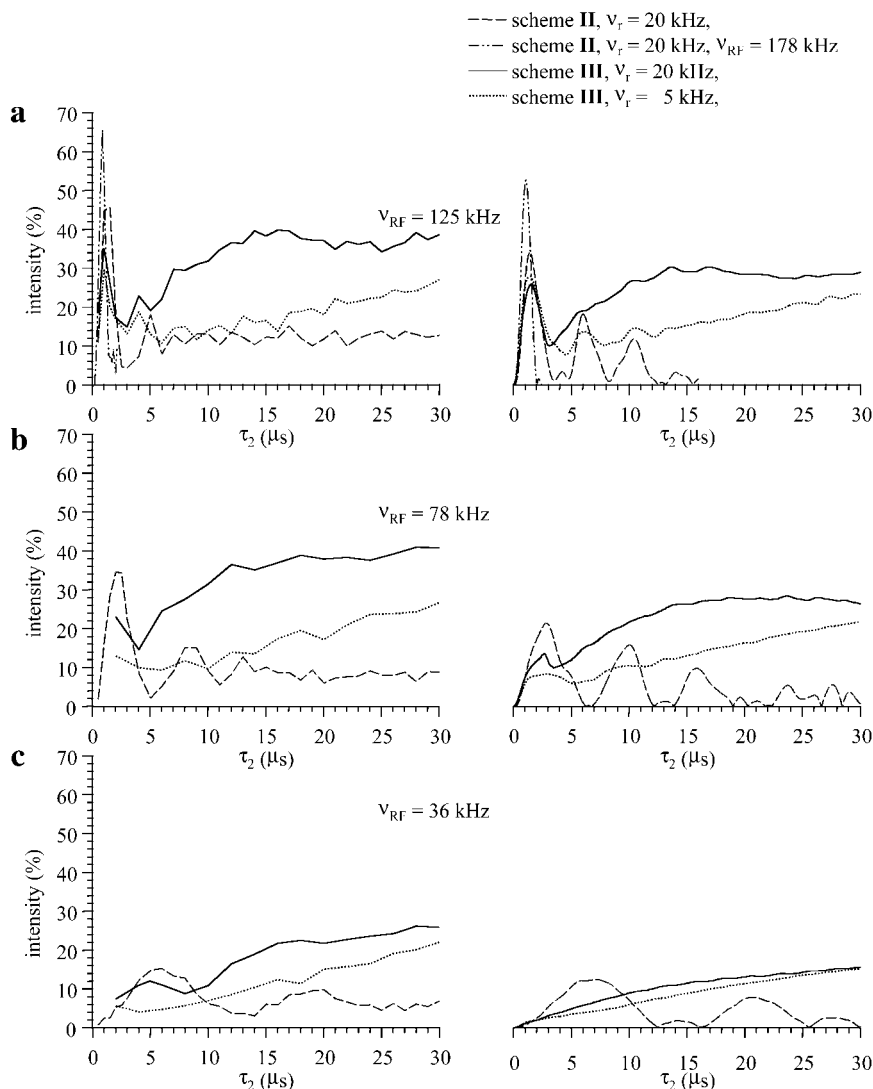 scheme II, νr = 20 kHz,
scheme II, νr = 20 kHz, νRF = 178 kHz
scheme III, νr = 20 kHz,
scheme III, νr = 5 kHz,
a
70
60
50
40
30
20
10
0
intensity (%)
νRF = 125 kHz
0 5 10 15 20 25 30
τ2 (μs)
0 5 10 15 20 25 30
τ2 (μs)
b
70
60
50
40
30
20
10
0
intensity (%)
νRF = 78 kHz
0 5 10 15 20 25 30
τ2 (μs)
0 5 10 15 20 25 30
τ2 (μs)
c
70
60
50
40
30
20
10
0
intensity (%)
νRF = 36 kHz
0 5 10 15 20 25 30
τ2 (μs)
0 5 10 15 20 25 30
τ2 (μs)